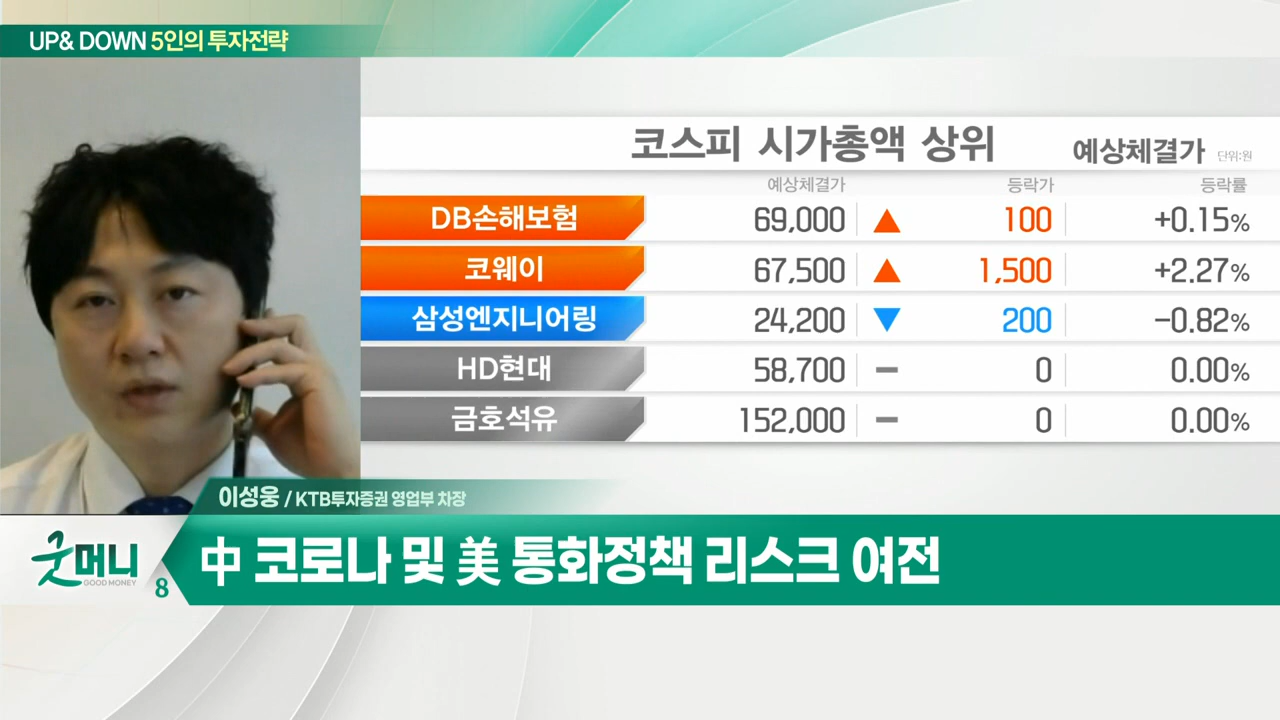 UP& DOWN 5인의 투자전략
코스피 시가총액 상위 예상체결가 단위:원
예상체결가 등락가 등락률
DB손해보험 69,000 ▲ 100 +0.15%
코웨이 67,500 ▲ 1,500 +2.27%
삼성엔지니어링 24,200 ▼ 200 -0.82%
HD현대 58,700 - 0 0.00%
금호석유 152,000 - 0 0.00%
이성웅 / KTB투자증권 영업부 차장
굿머니
GOOD MONEY
8
中 코로나 및 美 통화정책 리스크 여전